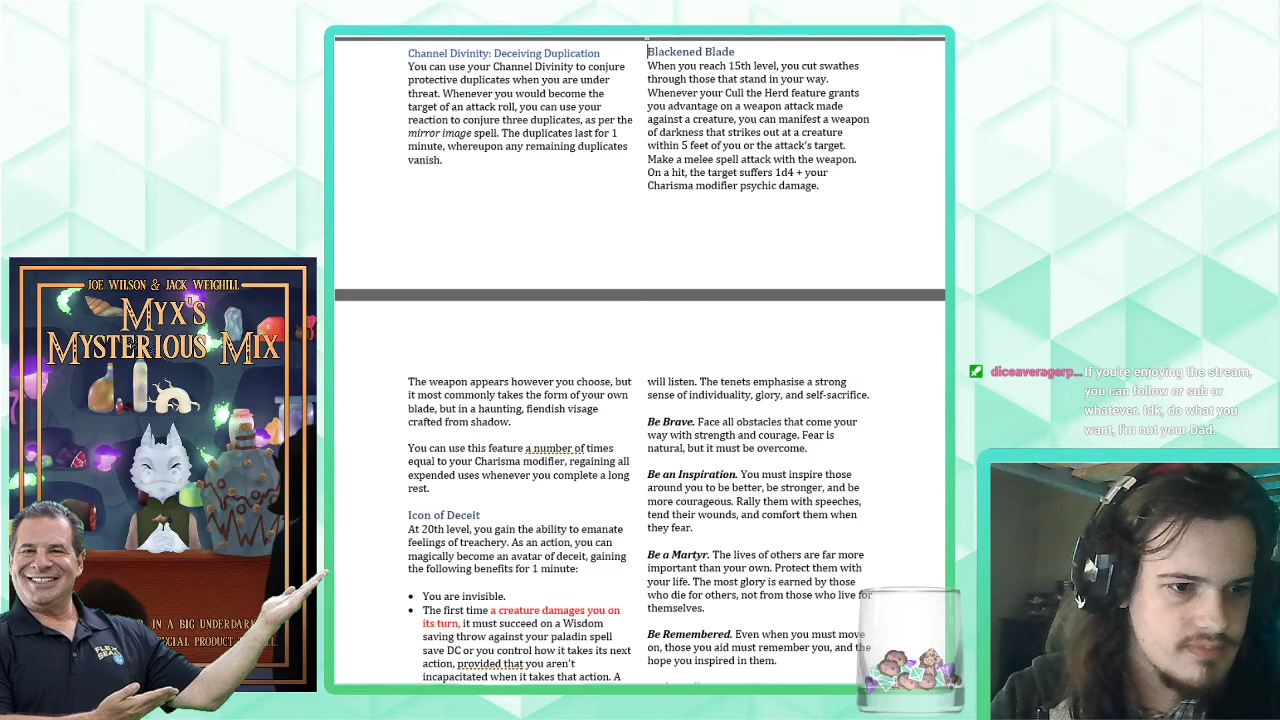 Channel Divinity: Deceiving Duplication
You can use your Channel Divinity to conjure
protective duplicates when you are under
threat. Whenever you would become the
target of an attack roll, you can use your
reaction to conjure three duplicates, as per the
mirror image spell. The duplicates last for 1
minute, whereupon any remaining duplicates
vanish.
Blackened Blade
When you reach 15th level, you cut swathes
through those that stand in your way.
Whenever your Cull the Herd feature grants
you advantage on a weapon attack made
against a creature, you can manifest a weapon
of darkness that strikes out at a creature
within 5 feet of you or the attack's target.
Make a melee spell attack with the weapon.
On a hit, the target suffers 1d4 + your
Charisma modifier psychic damage.
The weapon appears however you choose, but
it most commonly takes the form of your own
blade, but in a haunting, fiendish visage
crafted from shadow.
You can use this feature a number of times
equal to your Charisma modifier, regaining all
expended uses whenever you complete a long
rest.
Icon of Deceit
At 20th level, you gain the ability to emanate
feelings of treachery. As an action, you can
magically become an avatar of deceit, gaining
the following benefits for 1 minute:
• You are invisible.
• The first time a creature damages you on
its turn, it must succeed on a Wisdom
saving throw against your paladin spell
save DC or you control how it takes its next
action, provided that you aren't
incapacitated when it takes that action. A
will listen. The tenets emphasise a strong
sense of individuality, glory, and self-sacrifice.
Be Brave. Face all obstacles that come your
way with strength and courage. Fear is
natural, but it must be overcome.
Be an Inspiration. You must inspire those
around you to be better, be stronger, and be
more courageous. Rally them with speeches,
tend their wounds, and comfort them when
they fear.
Be a Martyr. The lives of others are far more
important than your own. Protect them with
your life. The most glory is earned by those
who die for others, not from those who live for
themselves.
Be Remembered. Even when you must move
on, those you aid must remember you, and the
hope you inspired in them.
JOE WILSON & JACK WEIGHILL
MYX'S
MYSTERIOUS MIX
IN A BIG UNDERDARK
PRODUCT
FLEX
SEAL
diceaveragerp... If you're enjoying the stream,
you can follow or sub or
whatever. Idk, do what you
want, I'm not your Dad.